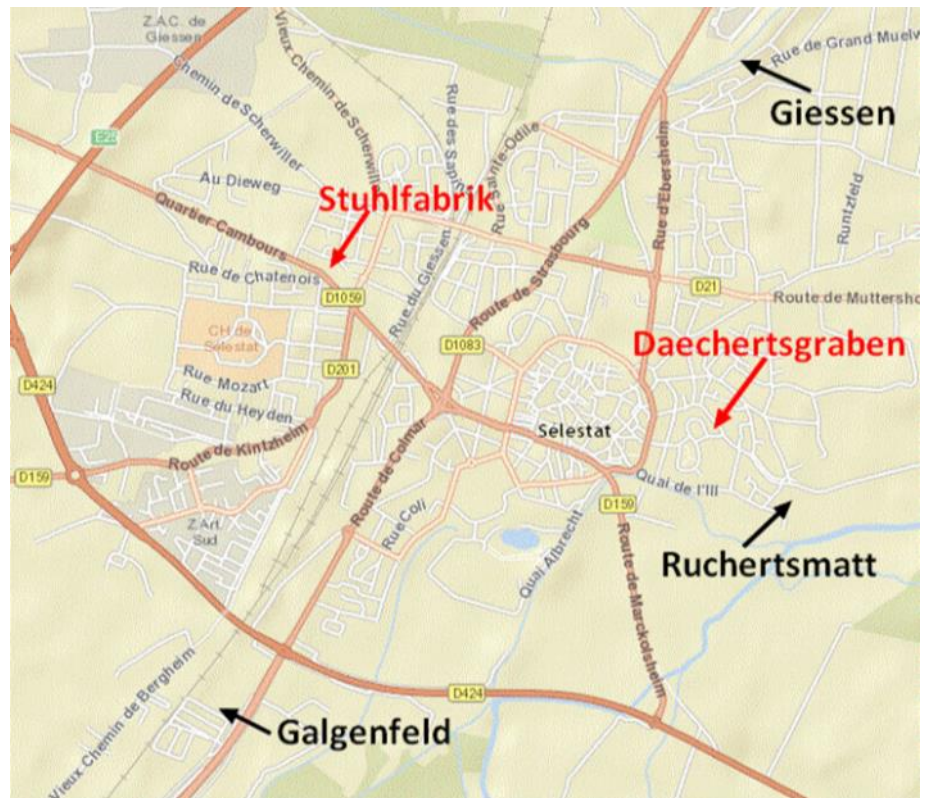 Z.A.C. de
Giessen
Vieux Chemin de Scherwiller
Rue de Grand Muelw
Giessen
Chemin de Scherwiller
Rue des Sapins
Rue Sainte-Odile
Rue d'Ebersheim
Runtzfeld
Au Dieweg
Stuhlfabrik
Quartier Cambours
Rue de Chatenois
Rue du Giessen
Route de Strasbourg
D21
Route de Muttersho
D1059
CH de
Sélestat
D1083
Daechertsgraben
D424
D201
Rue Mozart
Rue du Heyden
Selestat
Route de Kintzheim
Route de Colmar
D159
Quai de l'Ill
D159
Z.Art.
Sud
Rue Coli
Quai Albrecht
Route de Marckolsheim
Ruchertsmatt
Vieux Chemin de Bergheim
D424
Galgenfeld